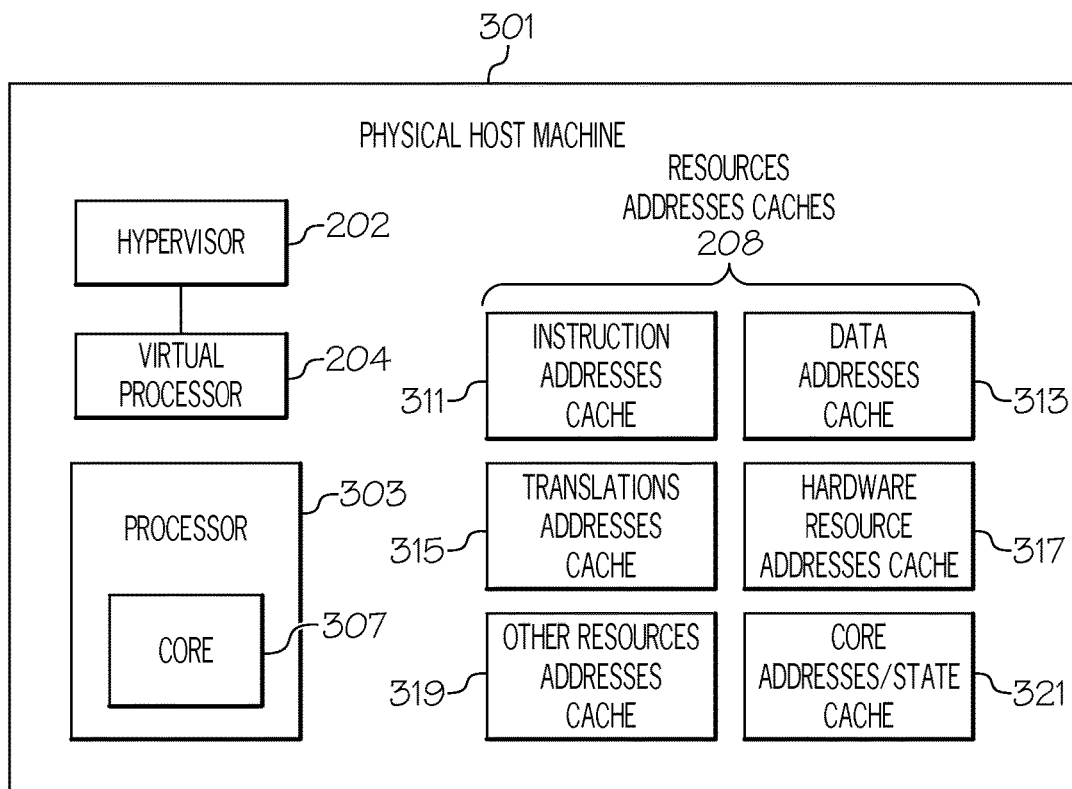 301
PHYSICAL HOST MACHINE
HYPERVISOR
202
VIRTUAL
PROCESSOR
204
PROCESSOR
303
CORE
307
RESOURCES
ADDRESSES CACHES
208
INSTRUCTION
ADDRESSES
CACHE
311
DATA
ADDRESSES
CACHE
313
TRANSLATIONS
ADDRESSES
CACHE
315
HARDWARE
RESOURCE
ADDRESSES CACHE
317
OTHER RESOURCES
ADDRESSES
CACHE
319
CORE
ADDRESSES/STATE
CACHE
321